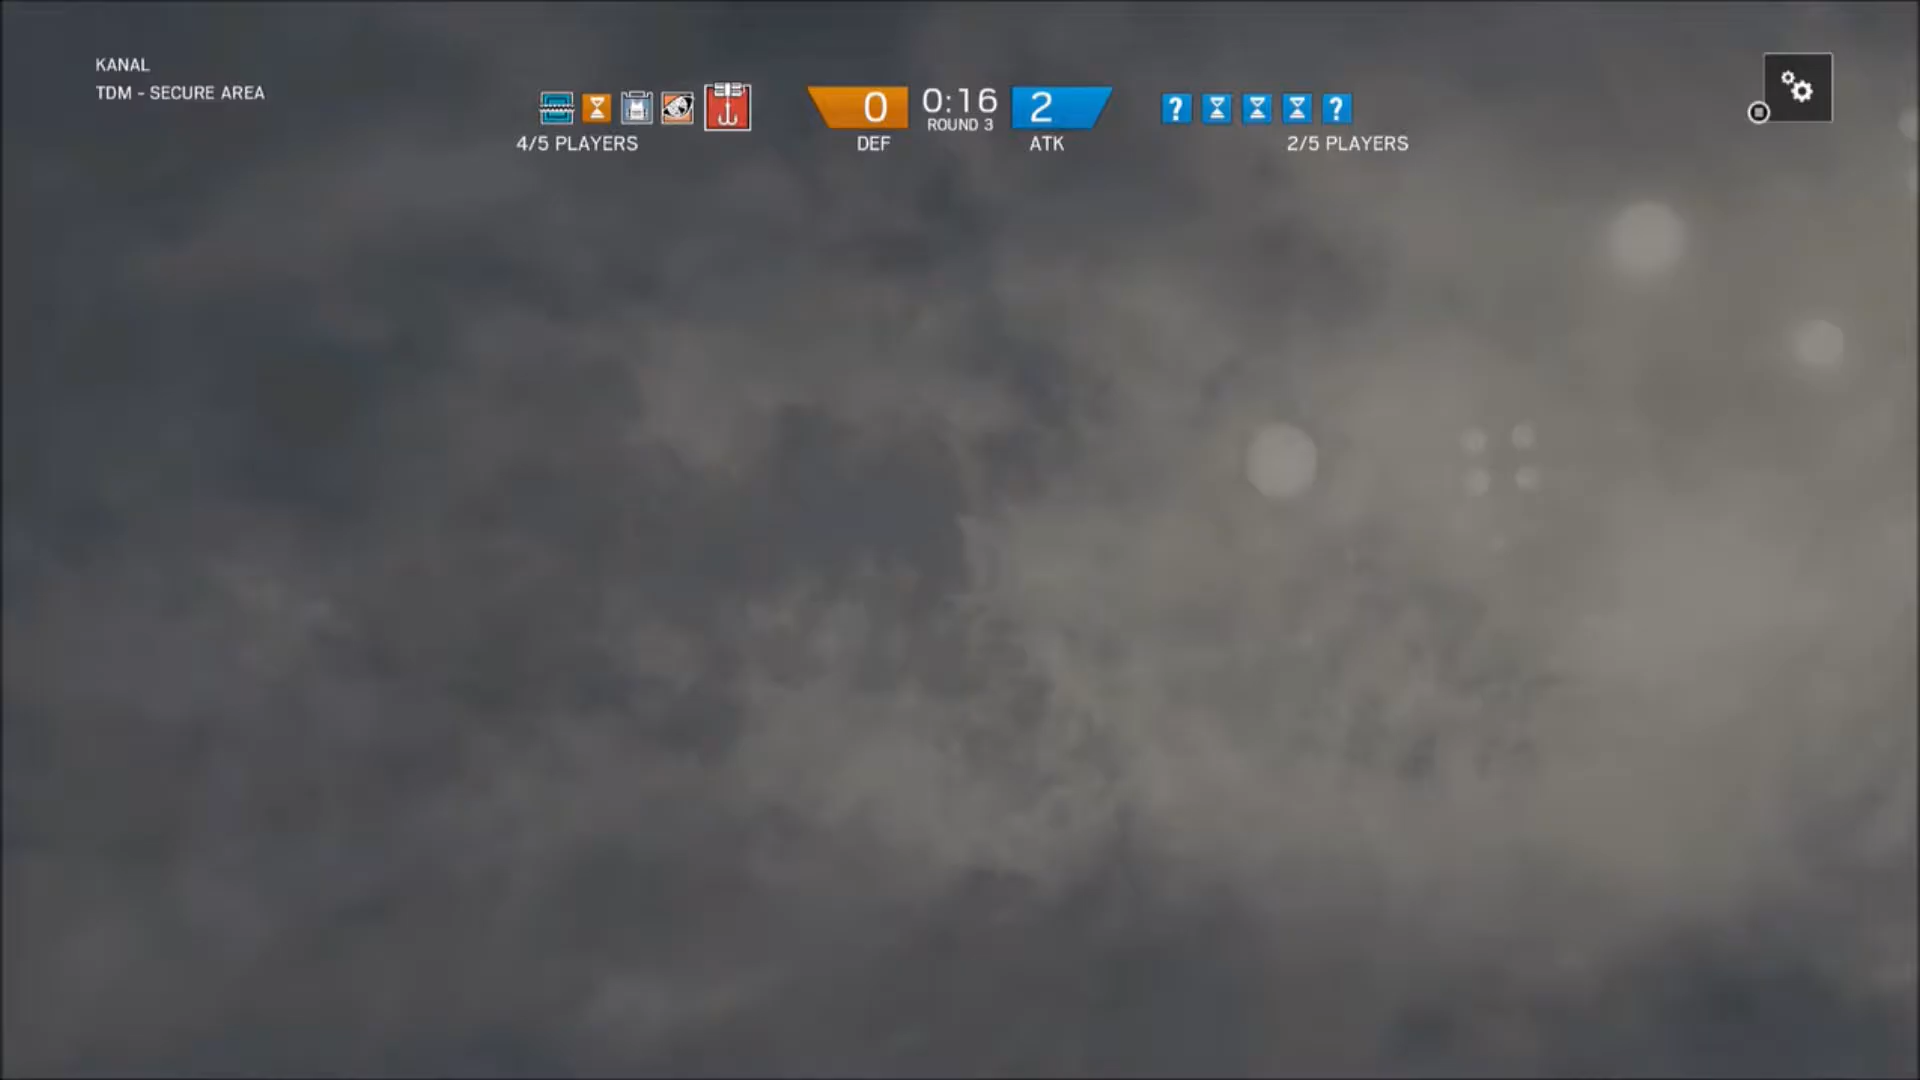 KANAL
TDM - SECURE AREA
4/5 PLAYERS
0
DEF
0:16
ROUND 3
2
ATK
? ?
2/5 PLAYERS